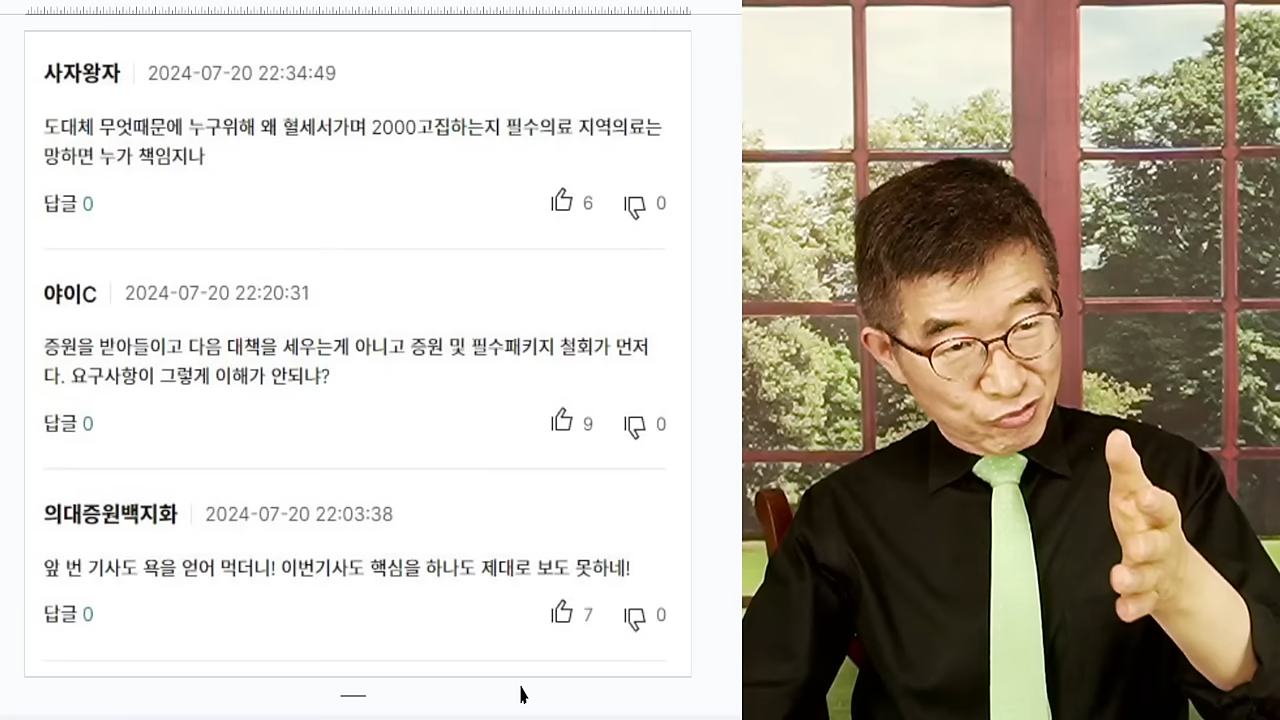 사자왕자 2024-07-20 22:34:49
도대체 무엇때문에 누구위해 왜 혈세서가며 2000고집하는지 필수의료 지역의료는
망하면 누가 책임지나
답글 0 6 0
야이C 2024-07-20 22:20:31
증원을 받아들이고 다음 대책을 세우는게 아니고 증원 및 필수패키지 철회가 먼저
다. 요구사항이 그렇게 이해가 안되냐?
답글 0 9 0
의대증원백지화 2024-07-20 22:03:38
앞 번 기사도 욕을 얻어 먹더니! 이번기사도 핵심을 하나도 제대로 보도 못하네!
답글 0 7 0